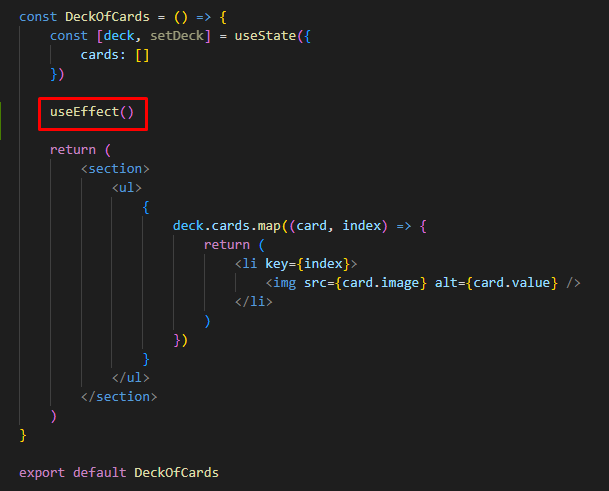 const DeckOfCards = () => {
    const [deck, setDeck] = useState({
        cards: []
    })
    useEffect()
    return (
        <section>
            <ul>
                {
                    deck.cards.map((card, index) => {
                        return (
                            <li key={index}>
                                <img src={card.image} alt={card.value} />
                            </li>
                        )
                    })
                }
            </ul>
        </section>
    )
}
export default DeckOfCards